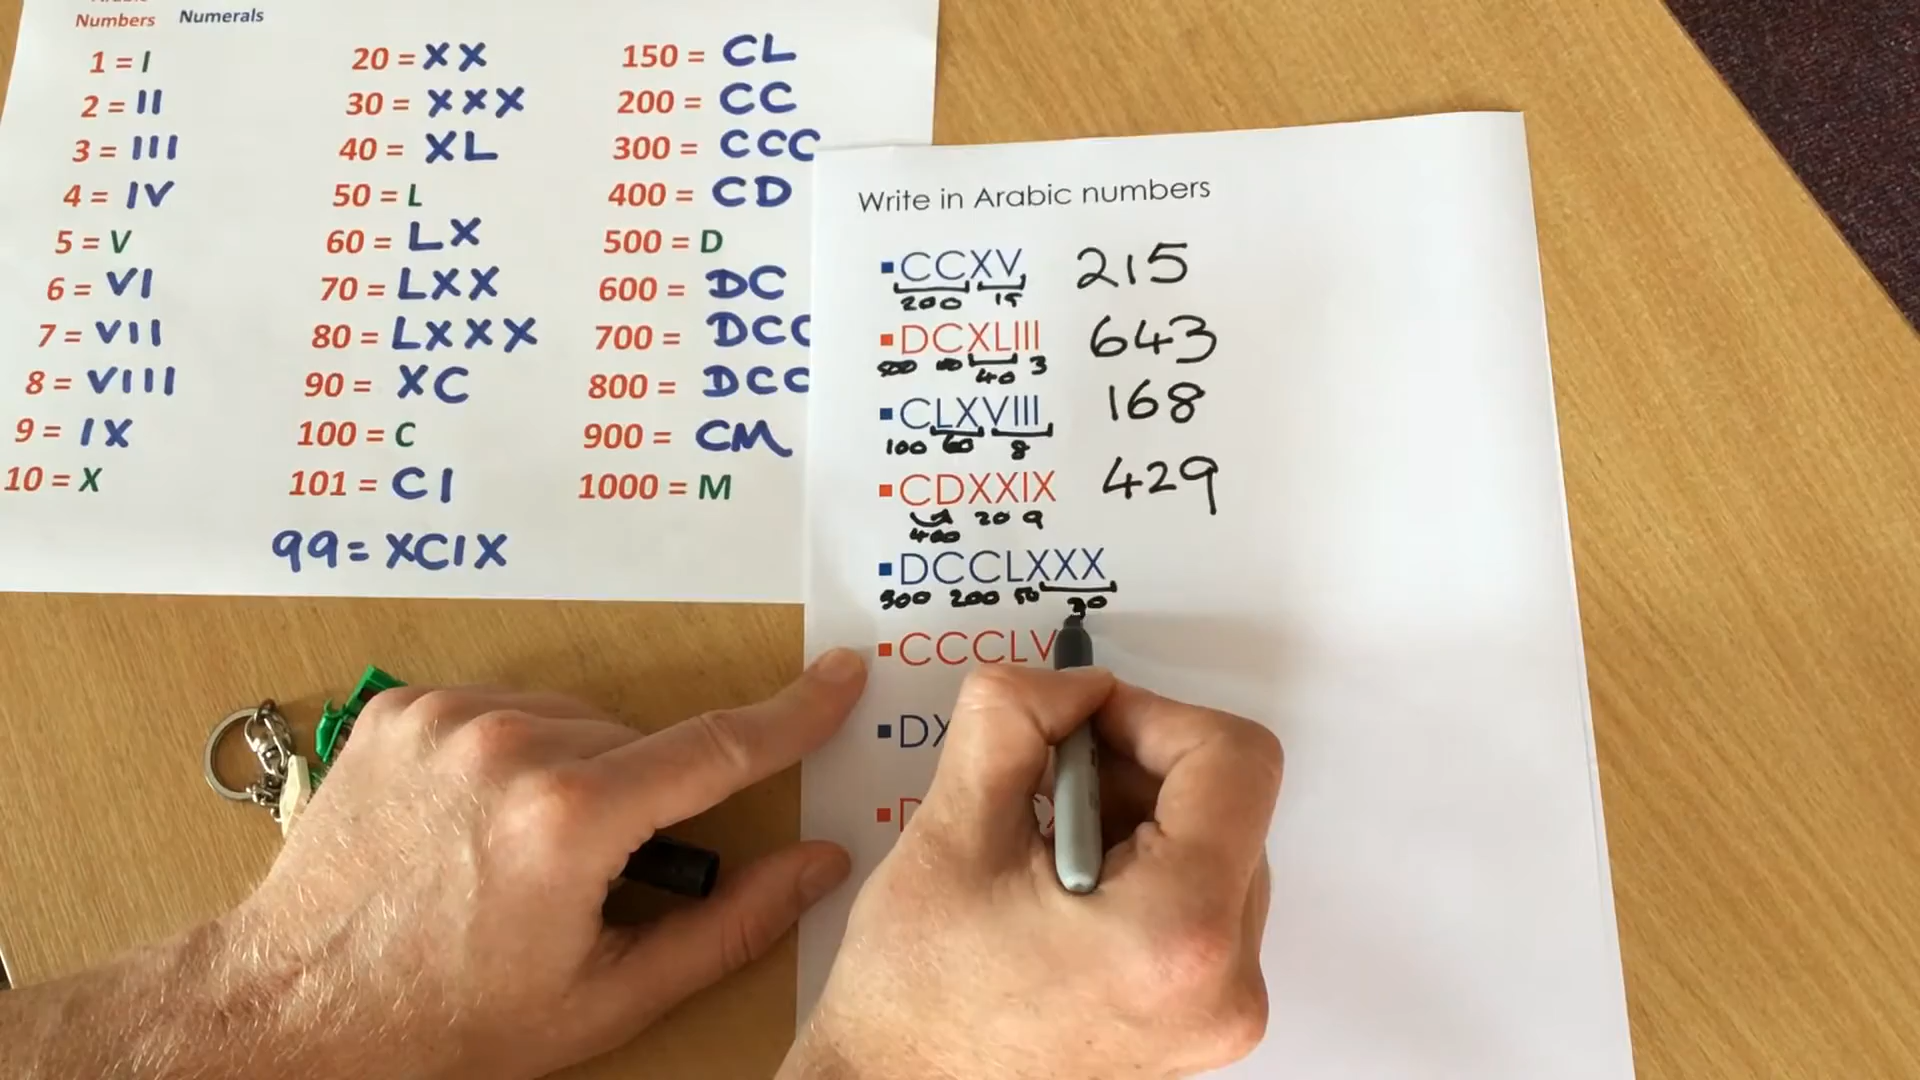 Numbers Numerals
1 = I
2 = II
3 = III
4 = IV
5 = V
6 = VI
7 = VII
8 = VIII
9 = IX
10 = X
20 = XX
30 = XXX
40 = XL
50 = L
60 = LX
70 = LXX
80 = LXXX
90 = XC
100 = C
101 = CI
99 = XCIX
150 = CL
200 = CC
300 = CCC
400 = CD
500 = D
600 = DC
700 = DCC
800 = DCC
900 = CM
1000 = M
Write in Arabic numbers
CCXV 215
200 15
DCXLIII 643
500 100 40 3
CLXVIII 168
100 60 8
CDXXIX 429
400 20 9
DCCLXXX
500 200 50 30
CCCLV
DX